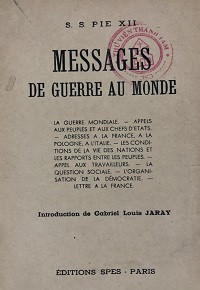 S. S. PIE XII
MESSAGES
DE GUERRE AU MONDE
LA GUERRE MONDIALE. — APPELS
AUX PEUPLES ET AUX CHEFS D'ÉTATS.
— ADRESSES A LA FRANCE, A LA
POLOGNE, A L'ITALIE. — LES CONDI-
TIONS DE LA VIE DES NATIONS ET
LES RAPPORTS ENTRE LES PEUPLES. —
APPEL AUX TRAVAILLEURS. — LA
QUESTION SOCIALE. — L'ORGANI-
SATION DE LA DÉMOCRATIE. —
LETTRE A LA FRANCE.
Introduction de Gabriel Louis JARAY
ÉDITIONS SPES - PARIS